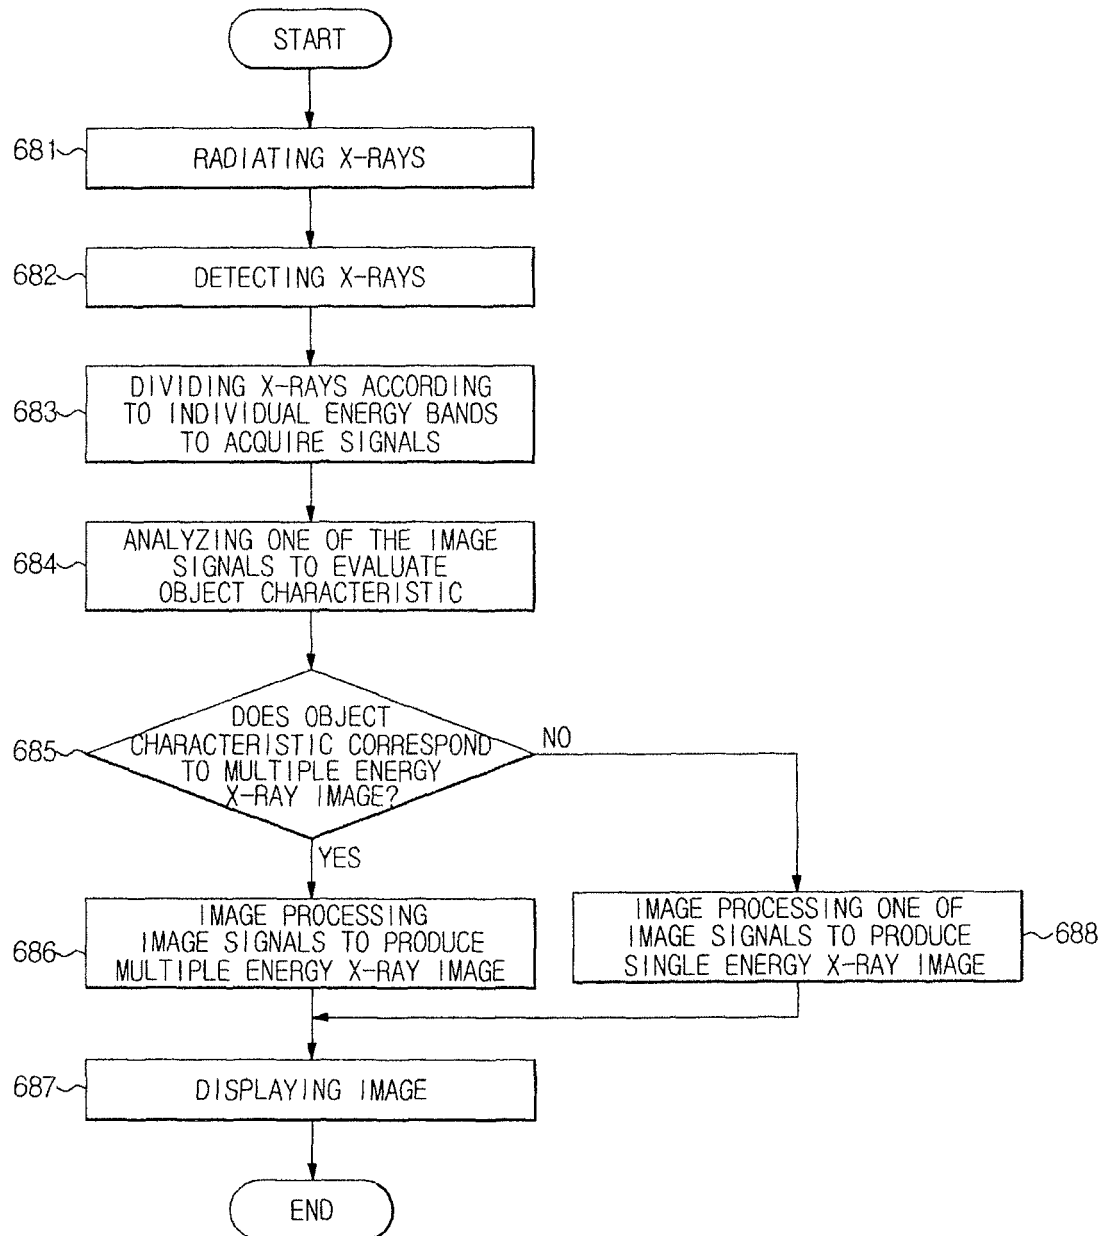 START
681
RADIATING X-RAYS
682
DETECTING X-RAYS
683
DIVIDING X-RAYS ACCORDING
TO INDIVIDUAL ENERGY BANDS
TO ACQUIRE SIGNALS
684
ANALYZING ONE OF THE IMAGE
SIGNALS TO EVALUATE
OBJECT CHARACTERISTIC
685
DOES OBJECT
CHARACTERISTIC CORRESPOND
TO MULTIPLE ENERGY
X-RAY IMAGE?
NO
YES
686
IMAGE PROCESSING
IMAGE SIGNALS TO PRODUCE
MULTIPLE ENERGY X-RAY IMAGE
IMAGE PROCESSING ONE OF
IMAGE SIGNALS TO PRODUCE
SINGLE ENERGY X-RAY IMAGE
688
687
DISPLAYING IMAGE
END